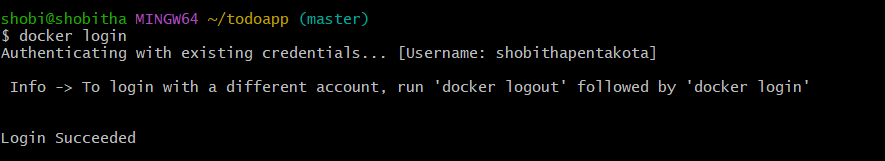 shobi@shobitha MINGW64 ~/todoapp (master)
$ docker login
Authenticating with existing credentials... [Username: shobithapentakota]
Info -> To login with a different account, run 'docker logout' followed by 'docker login'
Login Succeeded